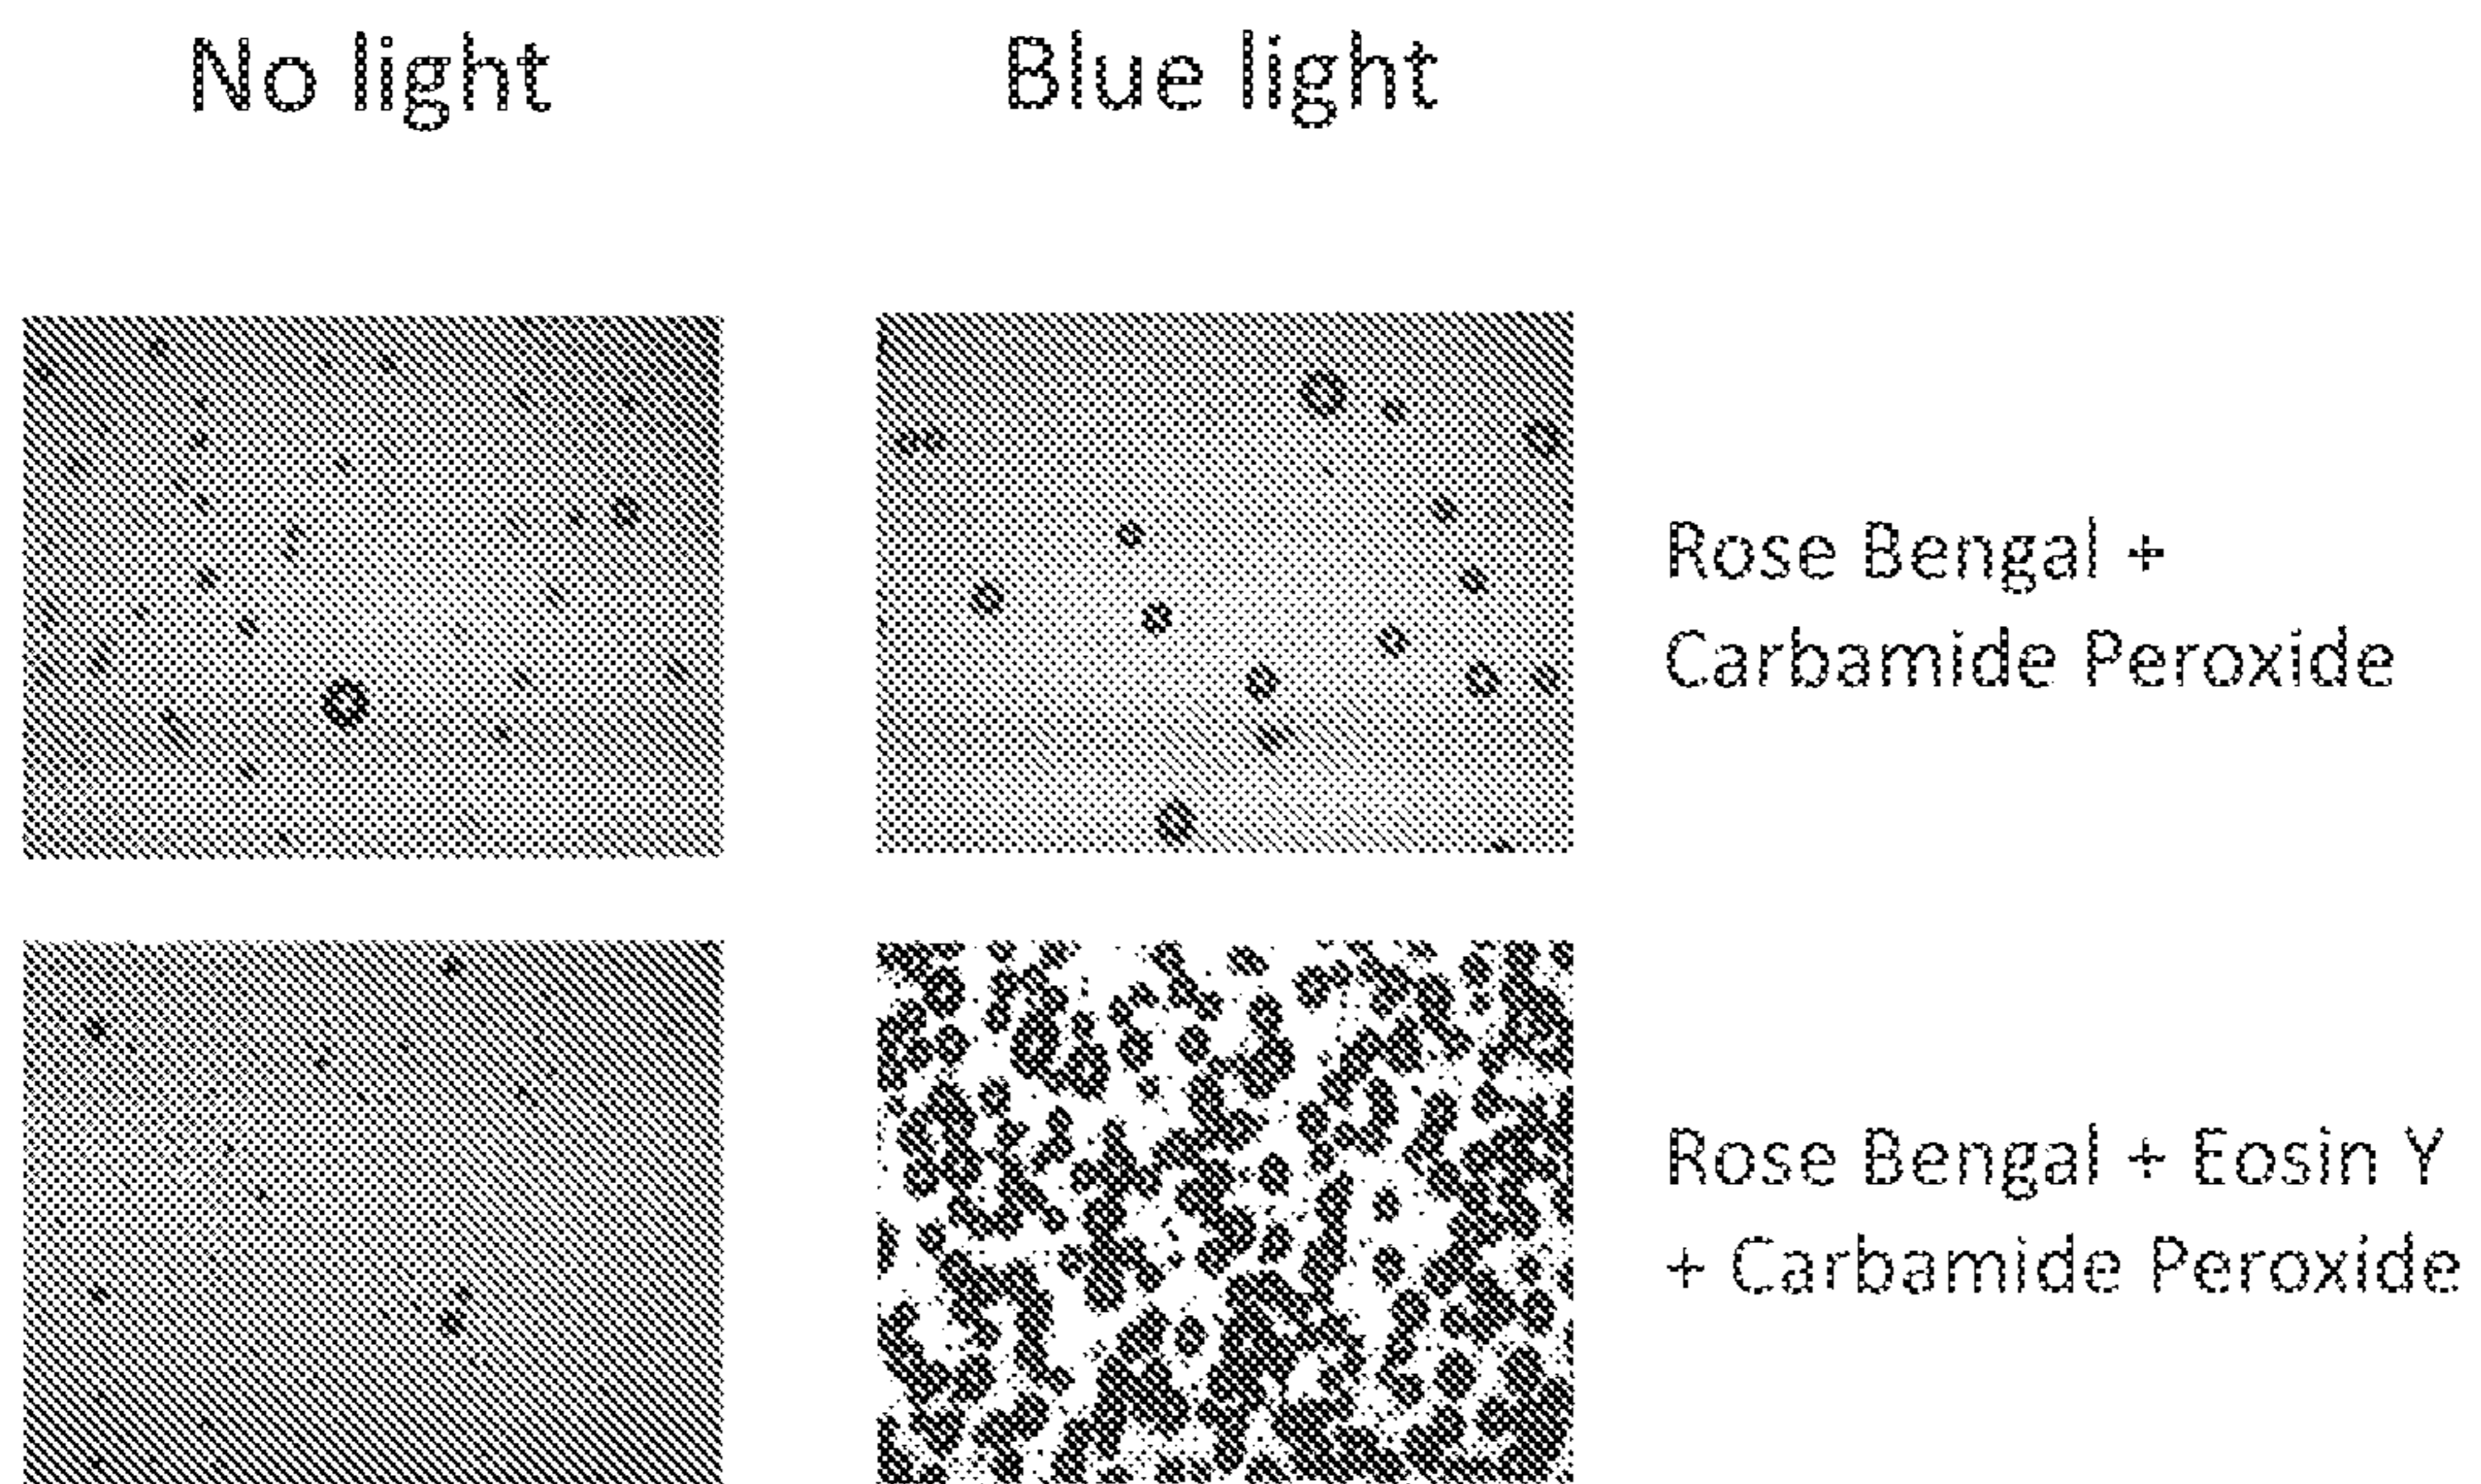 No light
Blue light
Rose Bengal +
Carbamide Peroxide
Rose Bengal + Eosin Y
+ Carbamide Peroxide